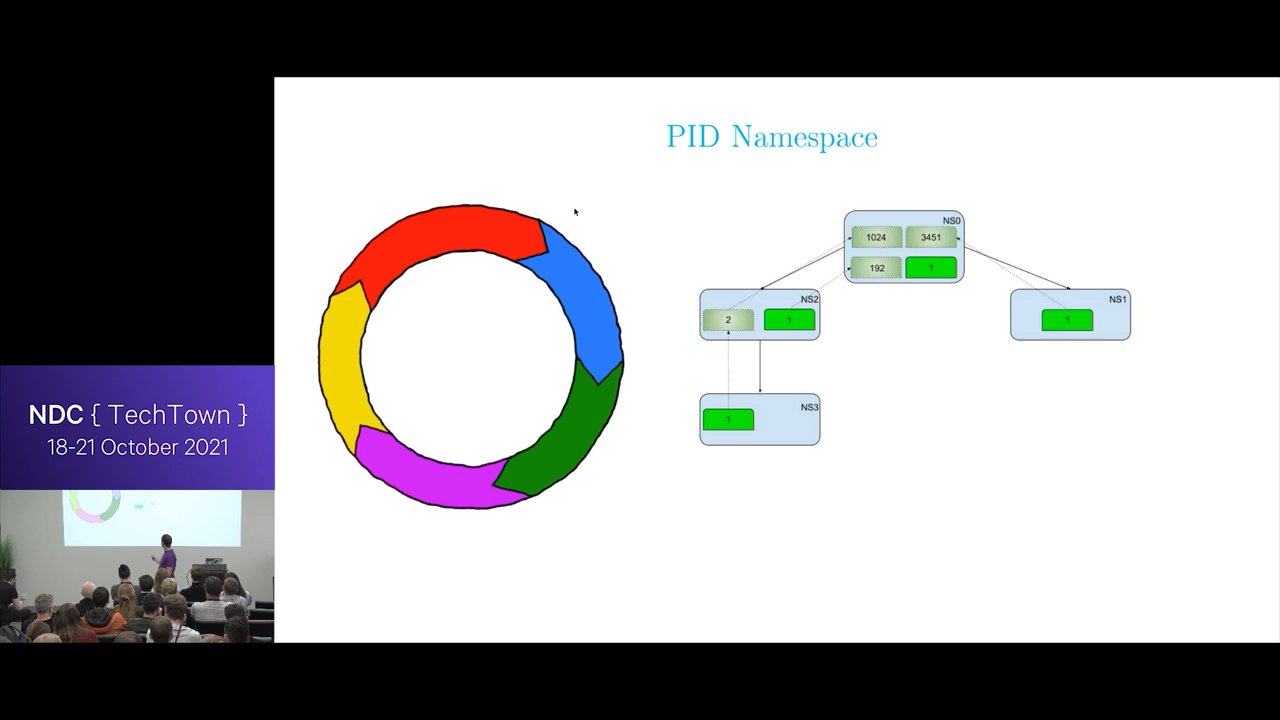 PID Namespace
NS0
1024 3451
192 1
NS2
2 1
NS1
1
NS3
1
NDC { TechTown }
18-21 October 2021